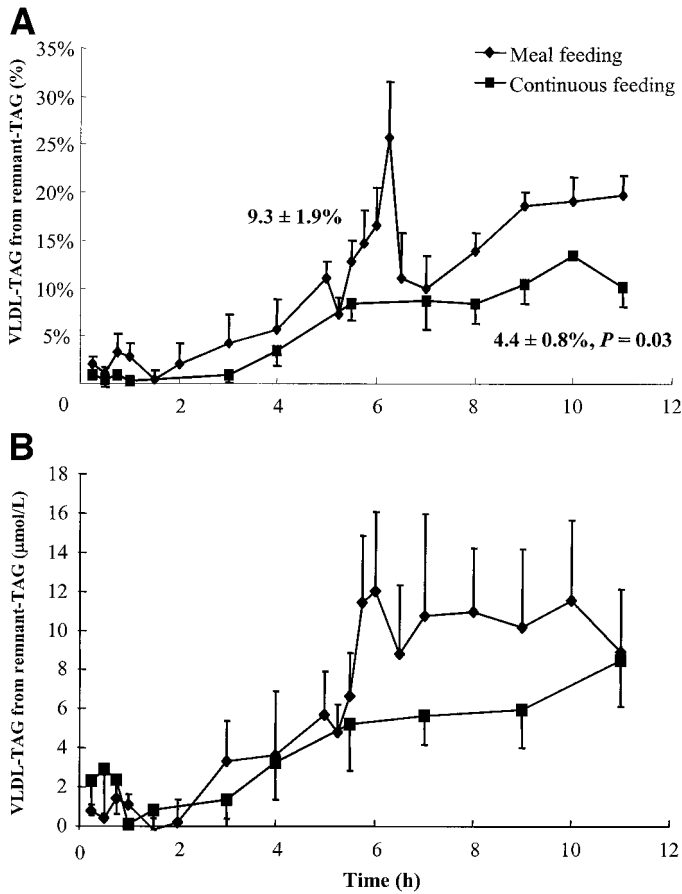 A
VLDL-TAG from remnant-TAG (%)
35%
30%
25%
20%
15%
10%
5%
Meal feeding
Continuous feeding
9.3 ± 1.9%
4.4 ± 0.8%, P = 0.03
0 2 4 6 8 10 12
B
VLDL-TAG from remnant-TAG (µmol/L)
18
16
14
12
10
8
6
4
2
0
0 2 4 6 8 10 12
Time (h)